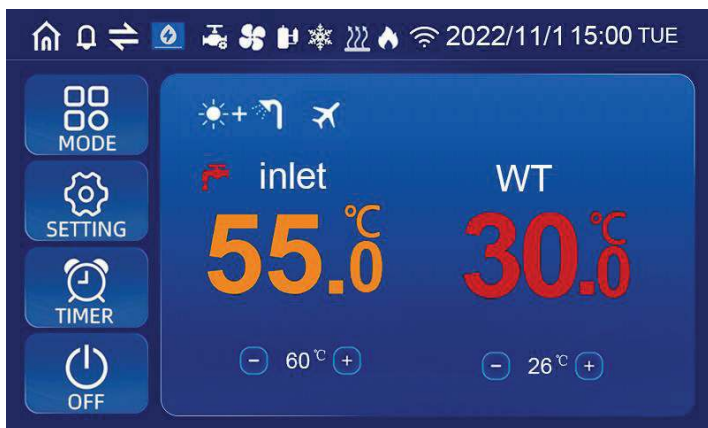 2022/11/1 15:00 TUE
MODE
SETTING
TIMER
OFF
inlet
WT
55.0℃
30.0℃
- 60℃ +
- 26℃ +